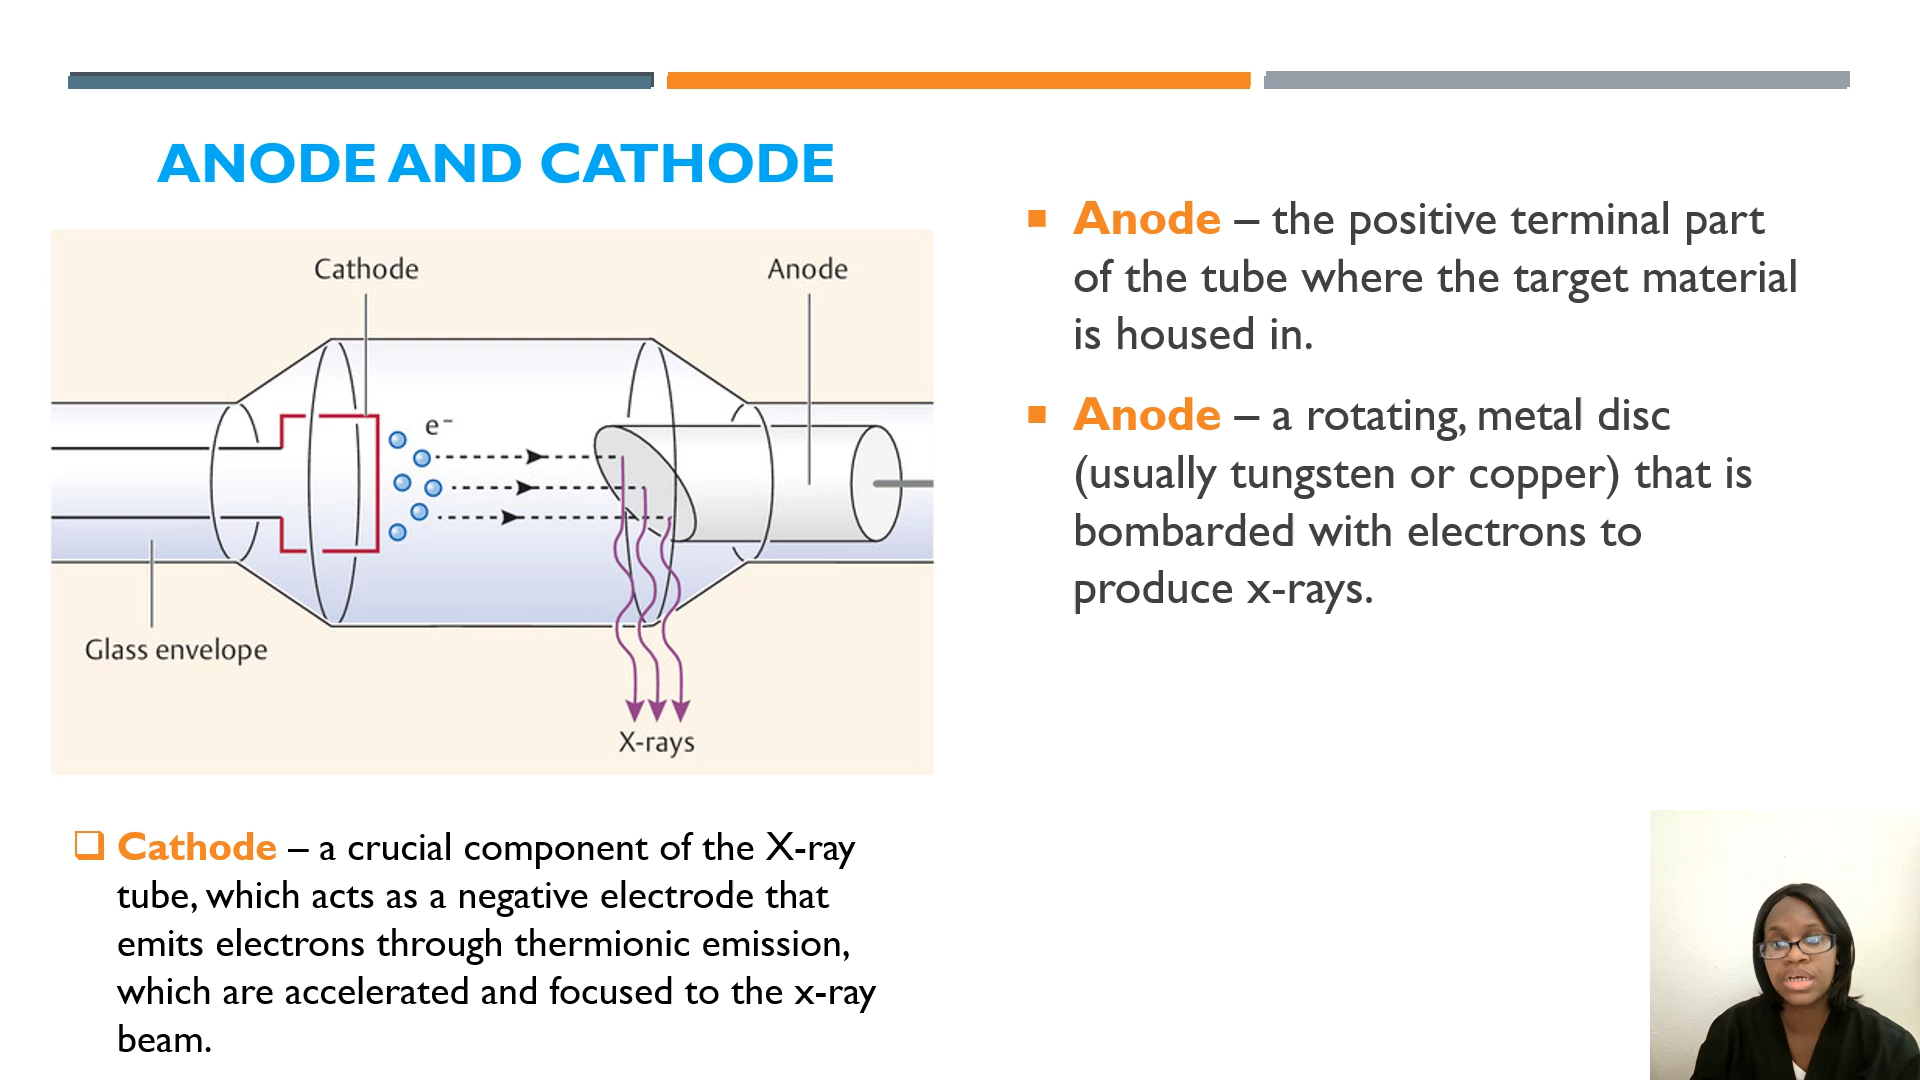 ANODE AND CATHODE
Cathode
Anode
e⁻
Glass envelope
X-rays
Cathode – a crucial component of the X-ray
tube, which acts as a negative electrode that
emits electrons through thermionic emission,
which are accelerated and focused to the x-ray
beam.
Anode – the positive terminal part
of the tube where the target material
is housed in.
Anode – a rotating, metal disc
(usually tungsten or copper) that is
bombarded with electrons to
produce x-rays.